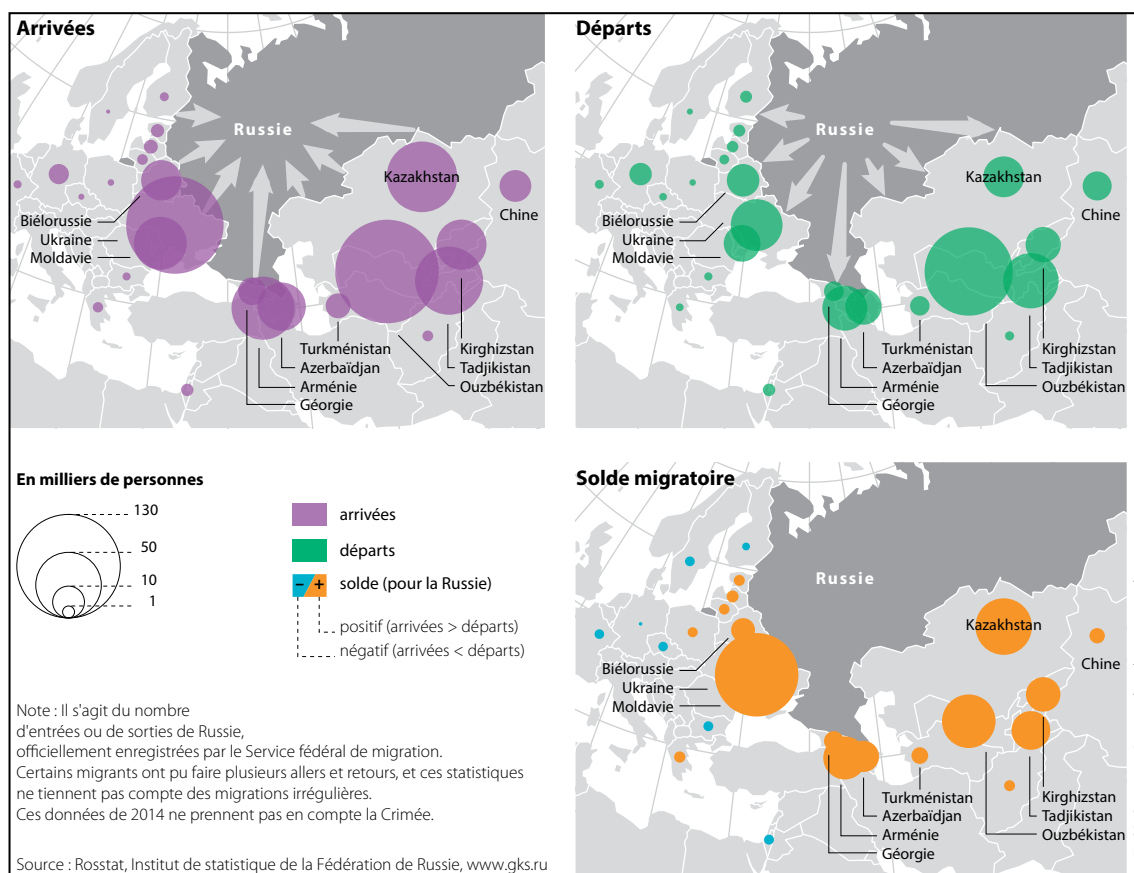 Arrivées
Russie
Kazakhstan
Chine
Biélorussie
Ukraine
Moldavie
Turkménistan
Azerbaïdjan
Arménie
Géorgie
Kirghizstan
Tadjikistan
Ouzbékistan
Départs
Russie
Kazakhstan
Chine
Biélorussie
Ukraine
Moldavie
Turkménistan
Azerbaïdjan
Arménie
Géorgie
Kirghizstan
Tadjikistan
Ouzbékistan
En milliers de personnes
130
50
10
1
arrivées
départs
– + solde (pour la Russie)
positif (arrivées > départs)
négatif (arrivées < départs)
Note : Il s'agit du nombre
d'entrées ou de sorties de Russie,
officiellement enregistrées par le Service fédéral de migration.
Certains migrants ont pu faire plusieurs allers et retours, et ces statistiques
ne tiennent pas compte des migrations irrégulières.
Ces données de 2014 ne prennent pas en compte la Crimée.
Source : Rosstat, Institut de statistique de la Fédération de Russie, www.gks.ru
Solde migratoire
Russie
Kazakhstan
Chine
Biélorussie
Ukraine
Moldavie
Turkménistan
Azerbaïdjan
Arménie
Géorgie
Kirghizstan
Tadjikistan
Ouzbékistan